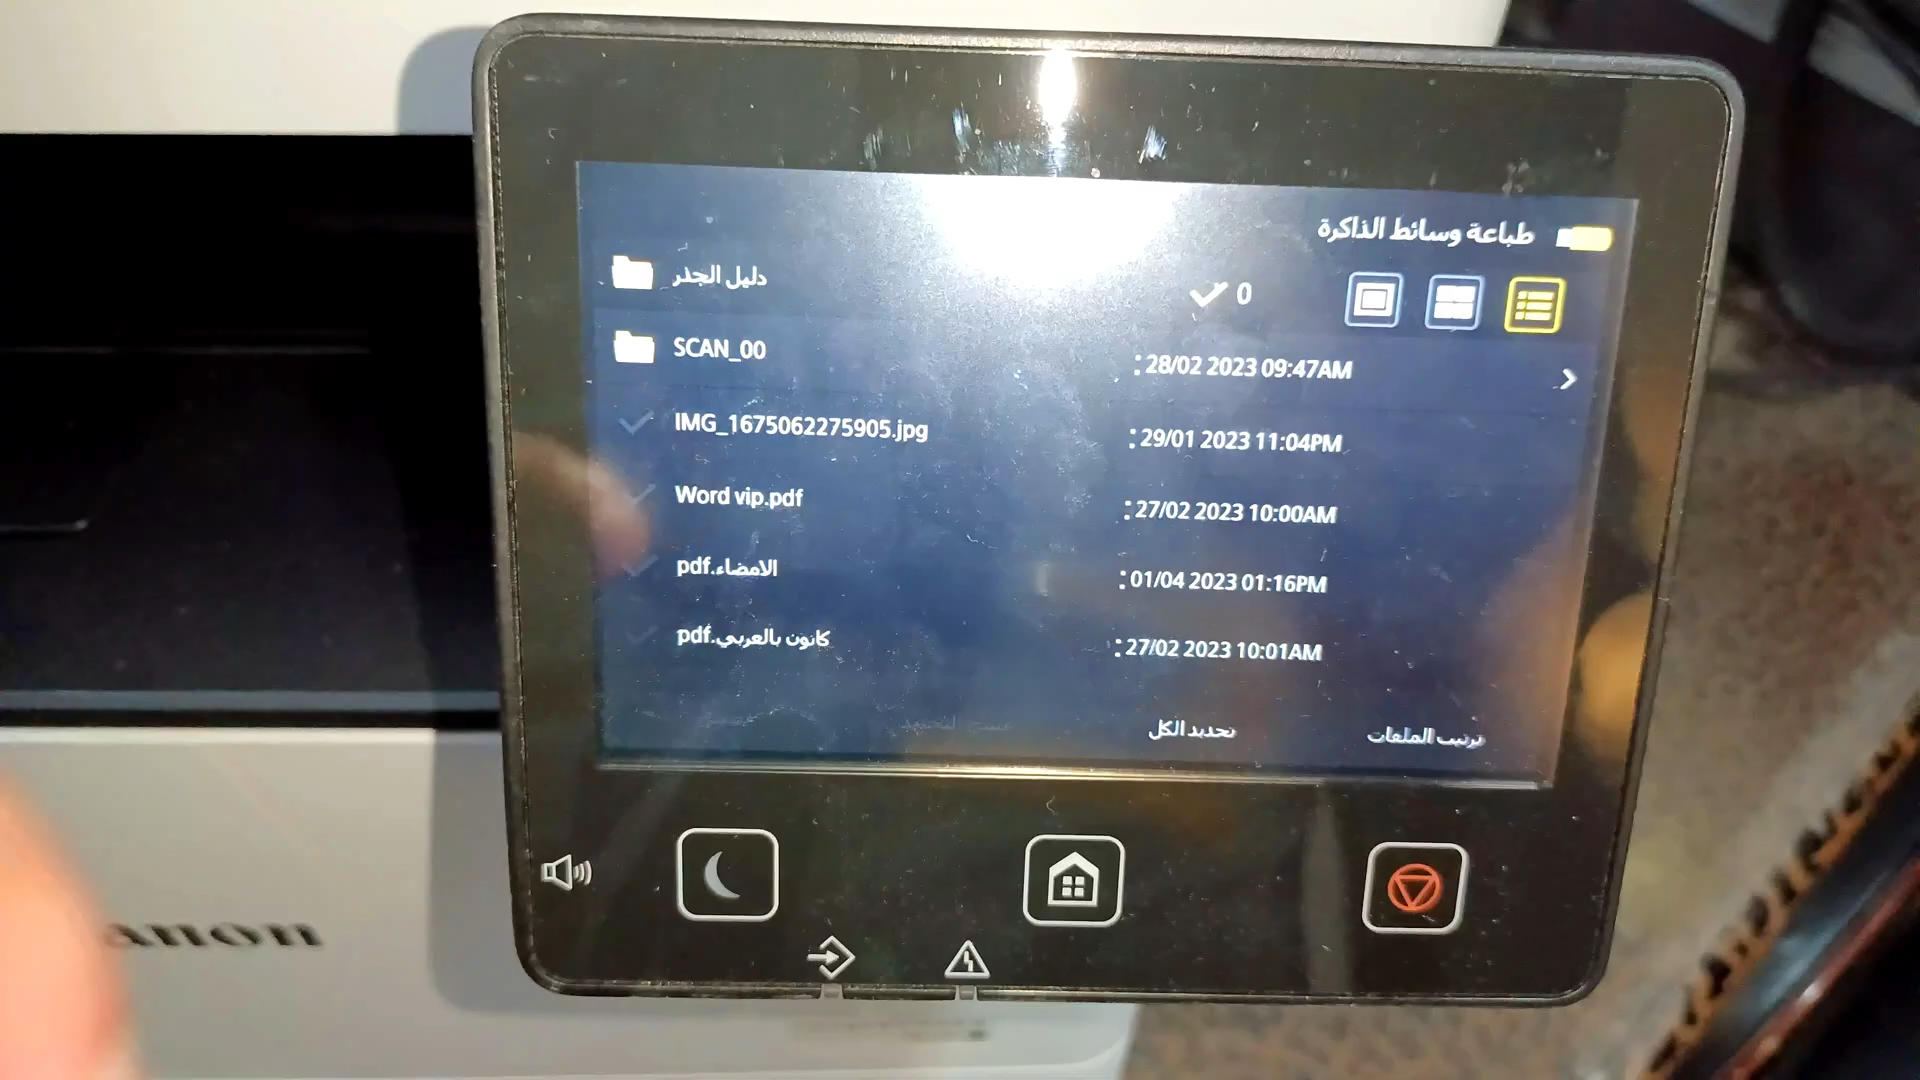 طباعة وسائط الذاكرة
دليل الجذر
0
SCAN_00
: 28/02 2023 09:47AM
IMG_1675062275905.jpg
: 29/01 2023 11:04PM
Word vip.pdf
: 27/02 2023 10:00AM
الامضاء.pdf
: 01/04 2023 01:16PM
كانون بالعربي.pdf
: 27/02 2023 10:01AM
تحديد الكل
ترتيب الملفات
anon